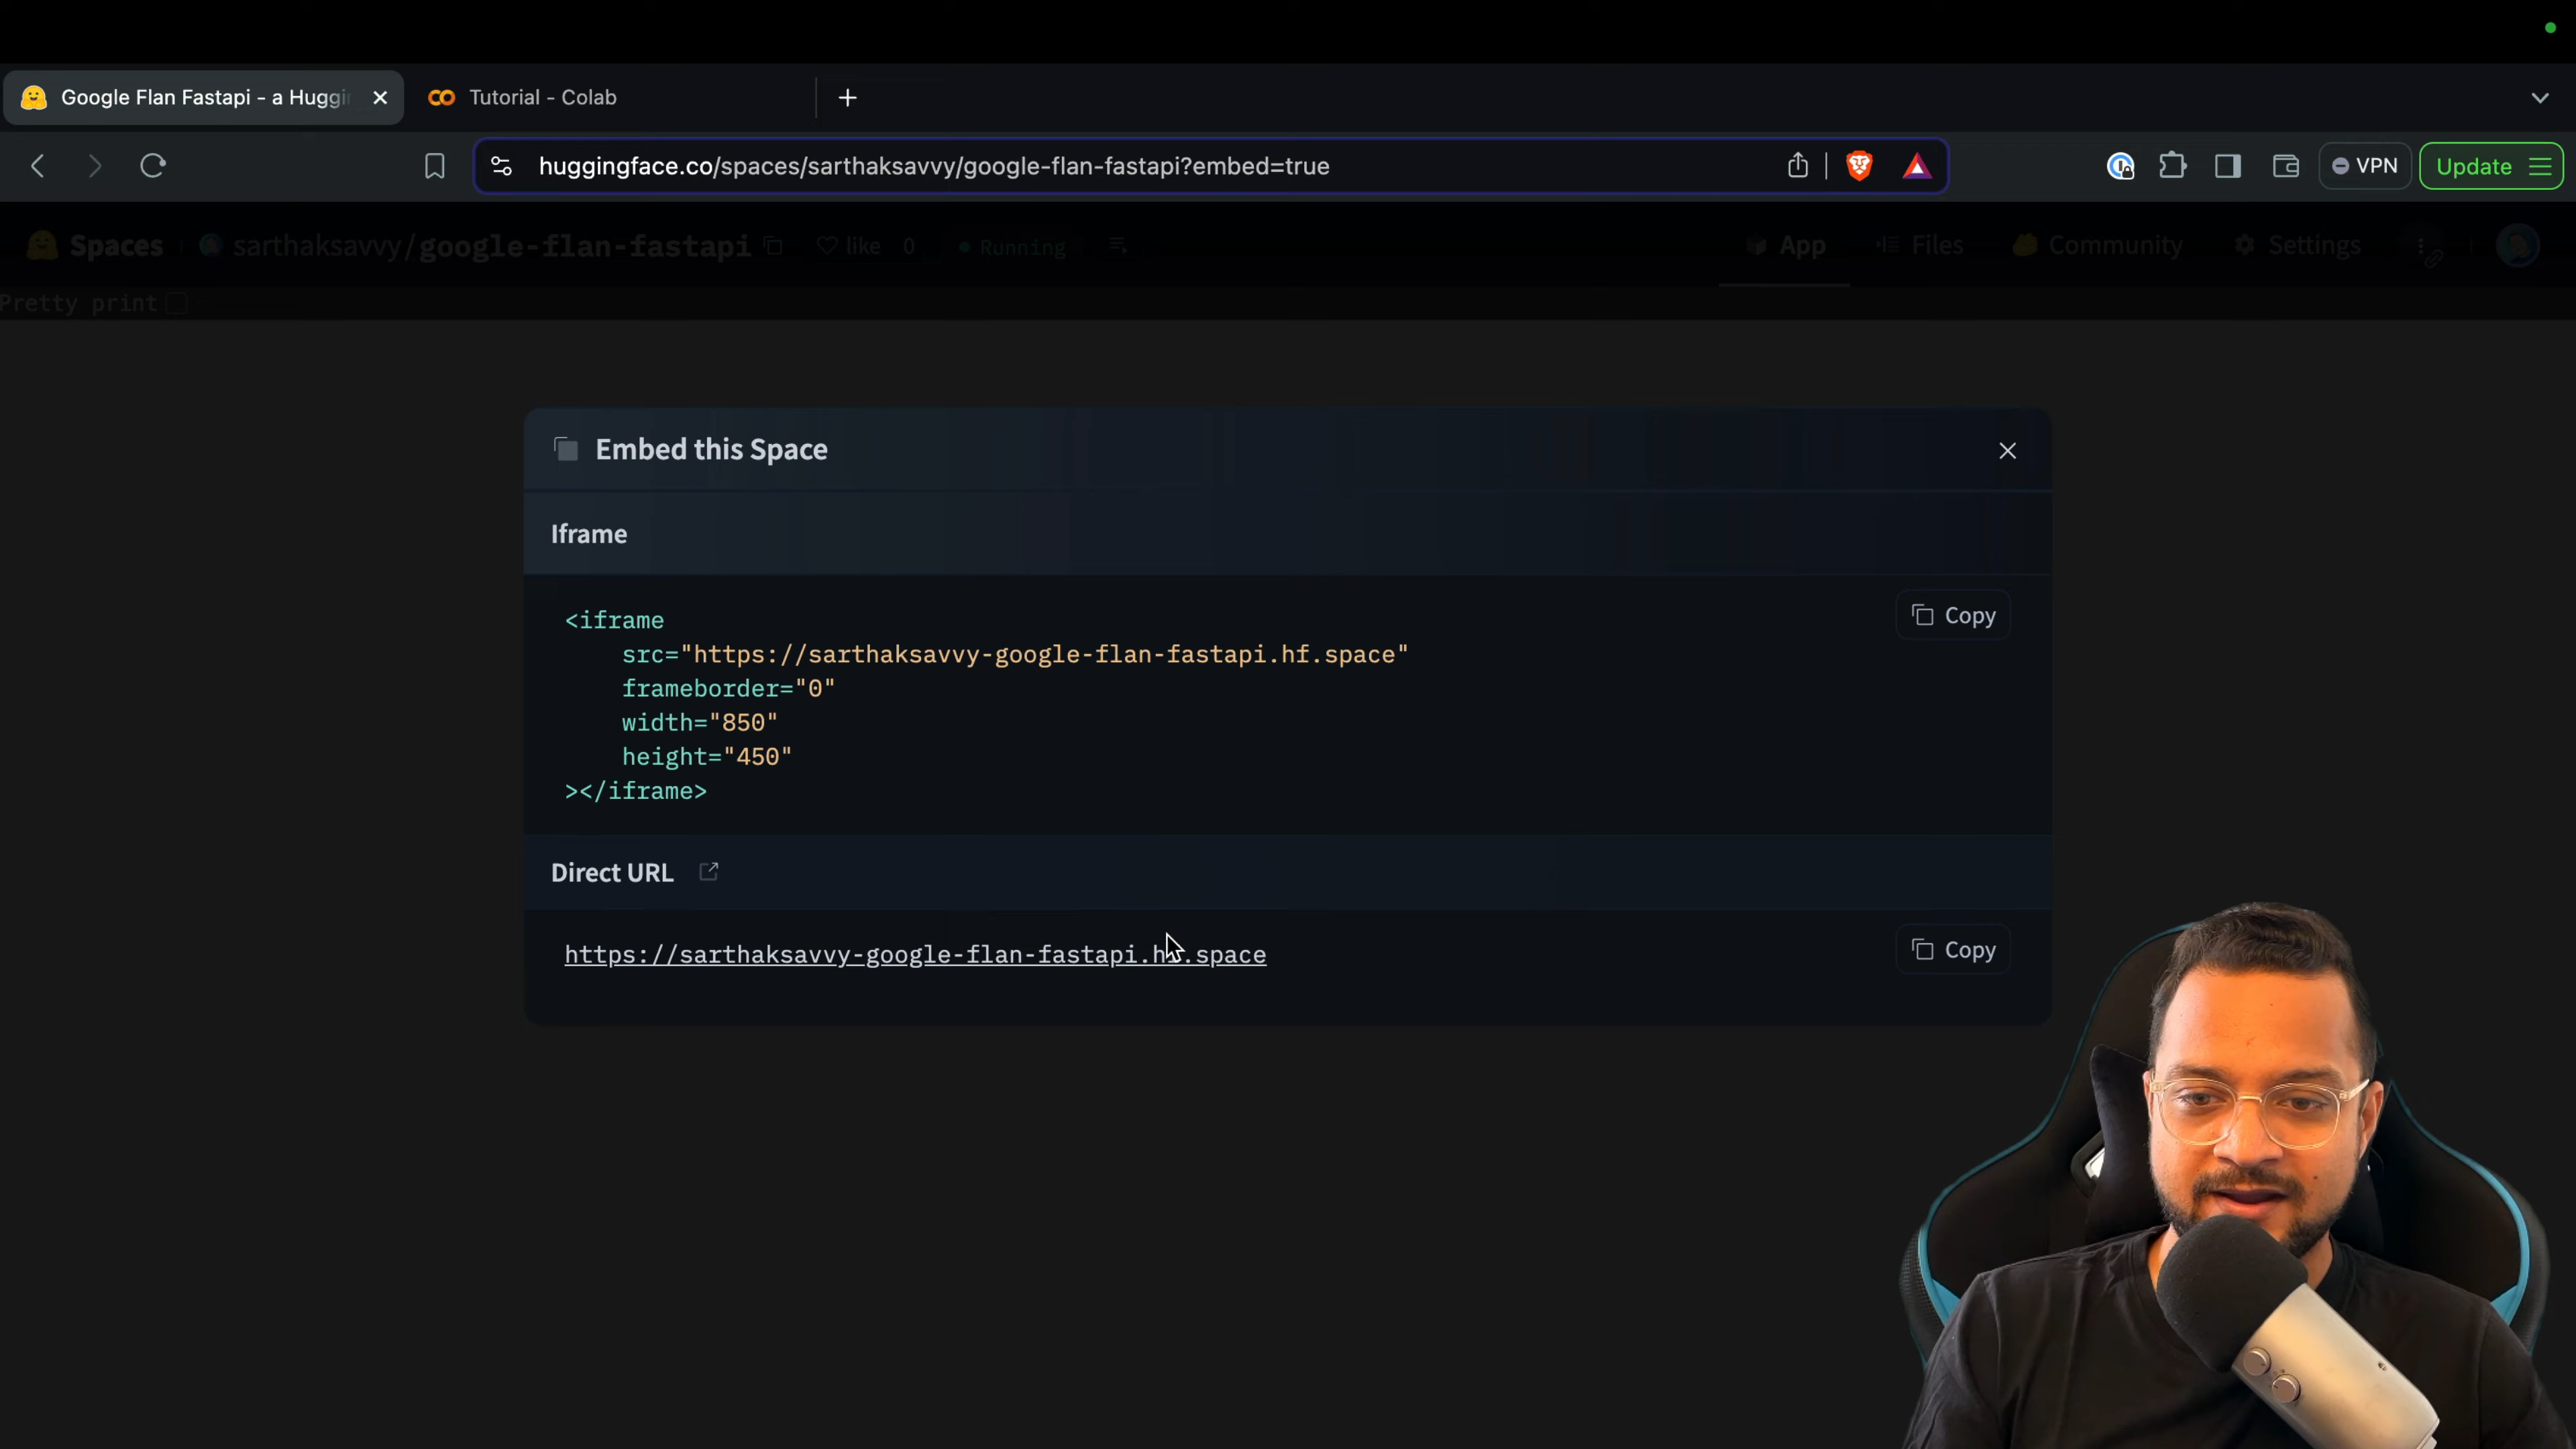 Google Flan Fastapi - a Huggi
Tutorial - Colab
huggingface.co/spaces/sarthaksavvy/google-flan-fastapi?embed=true
VPN
Update
Spaces
sarthaksavvy/google-flan-fastapi
like 0
Running
App
Files
Community
Settings
Pretty print
Embed this Space
Iframe
<iframe
src="https://sarthaksavvy-google-flan-fastapi.hf.space"
frameborder="0"
width="850"
height="450"
></iframe>
Copy
Direct URL
https://sarthaksavvy-google-flan-fastapi.hf.space
Copy